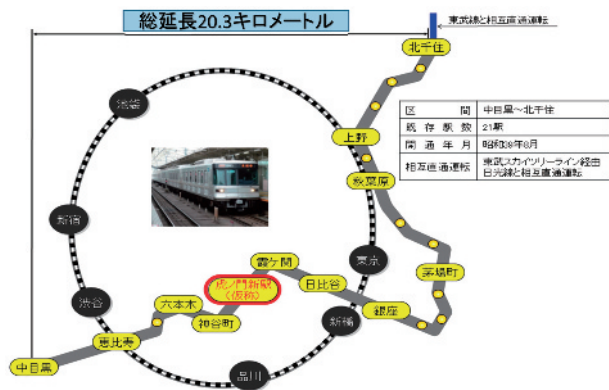 総延長20.3キロメートル
東武線と相互直通運転
北千住
区 間 中目黒～北千住
既存駅数 21駅
開通年月 昭和39年8月
相互直通運転 東武スカイツリーライン経由
日光線と相互直通運転
池袋
上野
秋葉原
新宿
霞ケ関
東京
虎ノ門新駅
(仮称)
日比谷
茅場町
渋谷
六本木
神谷町
銀座
新橋
恵比寿
中目黒
品川